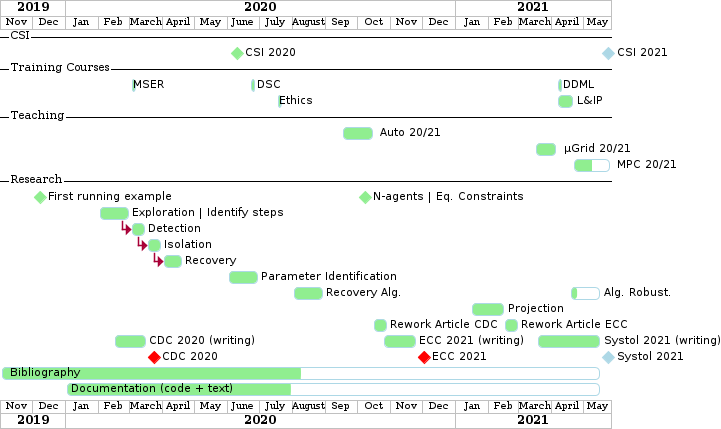 2019 2020 2021
Nov Dec Jan Feb March April May June July August Sep Oct Nov Dec Jan Feb March April May
CSI
CSI 2020 CSI 2021
Training Courses
MSER DSC DDML
Ethics L&IP
Teaching
Auto 20/21
µGrid 20/21
MPC 20/21
Research
First running example N-agents | Eq. Constraints
Exploration | Identify steps
Detection
Isolation
Recovery
Parameter Identification
Recovery Alg. Alg. Robust.
Projection
Rework Article CDC Rework Article ECC
CDC 2020 (writing) ECC 2021 (writing) Systol 2021 (writing)
CDC 2020 ECC 2021 Systol 2021
Bibliography
Documentation (code + text)
Nov Dec Jan Feb March April May June July August Sep Oct Nov Dec Jan Feb March April May
2019 2020 2021